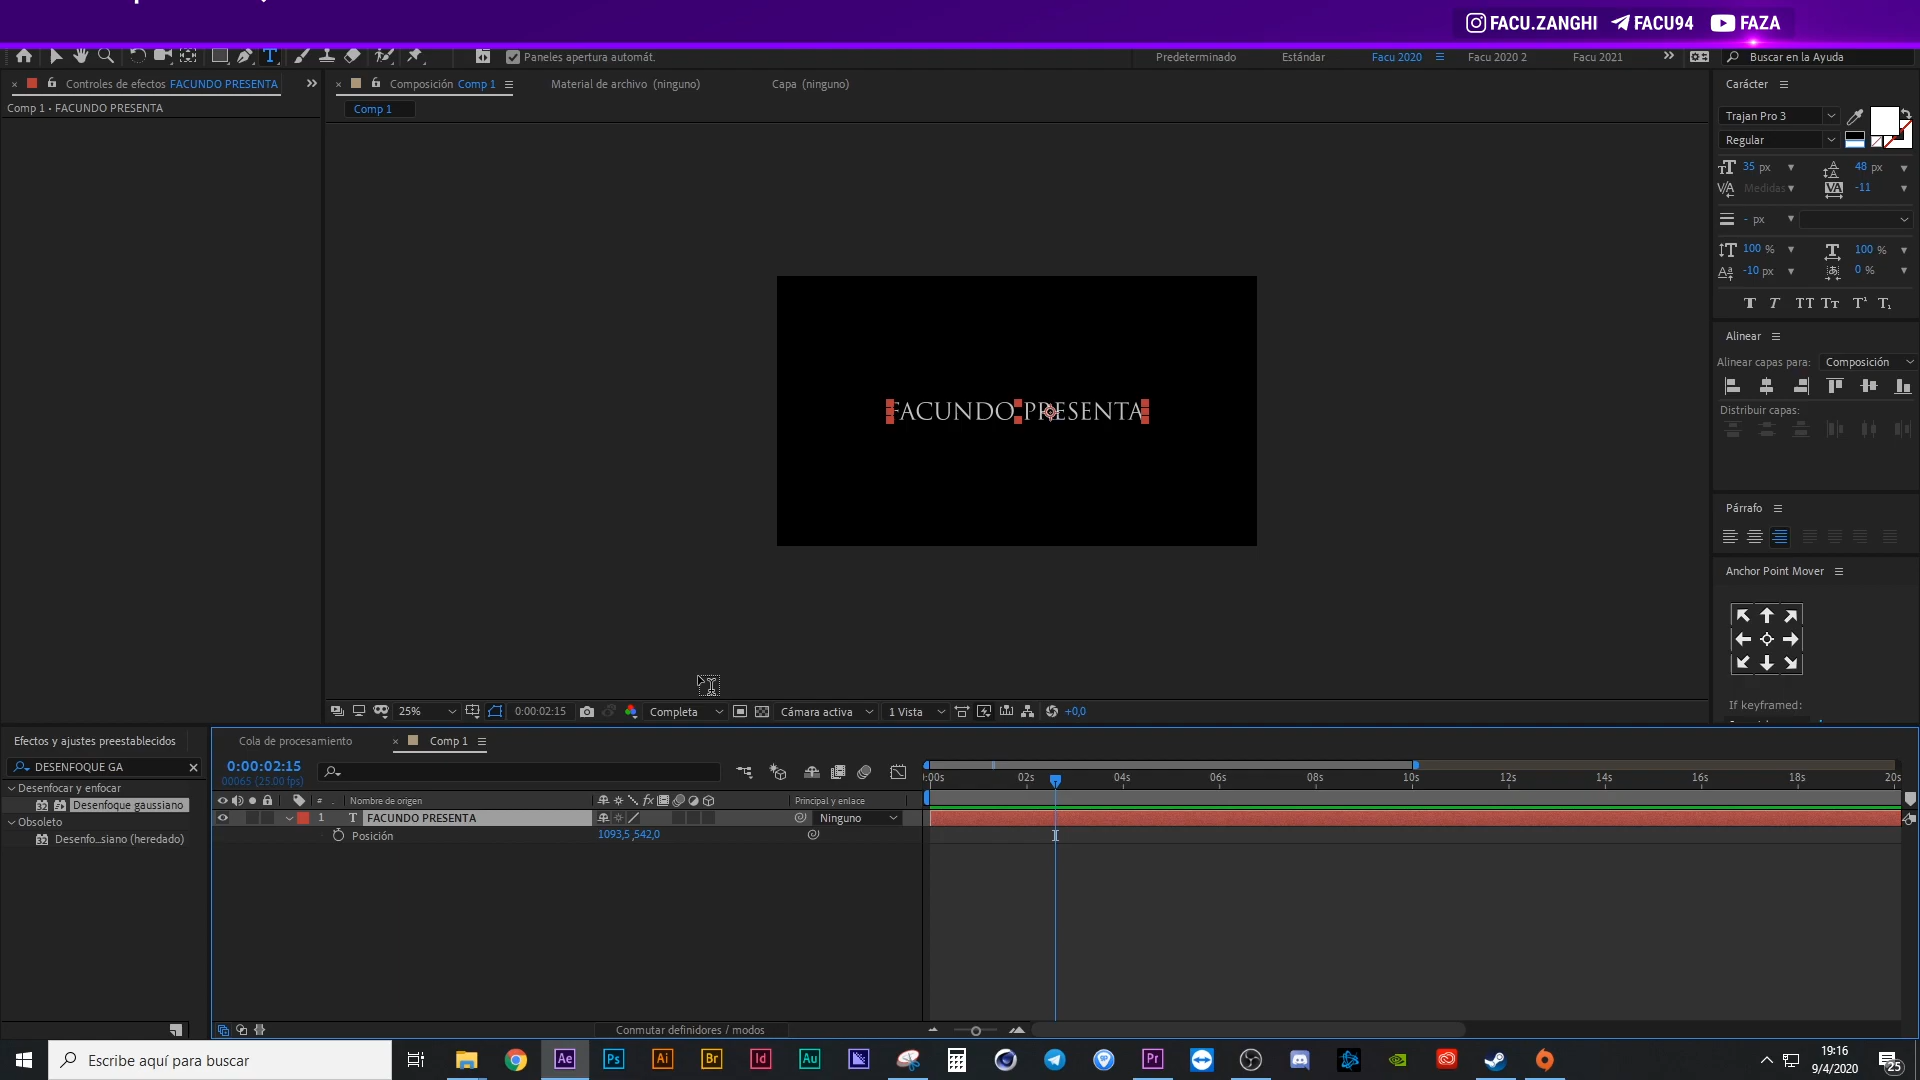 FACU.ZANGHI FACU94 FAZA
Paneles apertura automát.
Predeterminado Estándar Facu 2020 Facu 2020 2 Facu 2021 Buscar en la Ayuda
Controles de efectos FACUNDO PRESENTA
Composición Comp 1 Material de archivo (ninguno) Capa (ninguno)
Carácter
Comp 1 • FACUNDO PRESENTA
Comp 1
Trajan Pro 3
Regular
35 px 48 px
Medidas -11
- px
100 % 100 %
-10 px 0 %
Alinear
Alinear capas para: Composición
Distribuir capas:
FACUNDO PRESENTA
Párrafo
Anchor Point Mover
If keyframed:
25% 0:00:02:15 Completa Cámara activa 1 Vista +0,0
Efectos y ajustes preestablecidos
Cola de procesamiento Comp 1
DESENFOQUE GA
0:00:02:15
00065 (25.00 fps)
Desenfocar y enfocar
Desenfoque gaussiano
Obsoleto
Desenfo...siano (heredado)
:00s 02s 04s 06s 08s 10s 12s 14s 16s 18s 20s
# Nombre de origen Principal y enlace
1 T FACUNDO PRESENTA Ninguno
Posición 1093,5,542,0
Conmutar definidores / modos
Escribe aquí para buscar
Ae Ps Ai Br Id Au Pr
19:16
9/4/2020
25